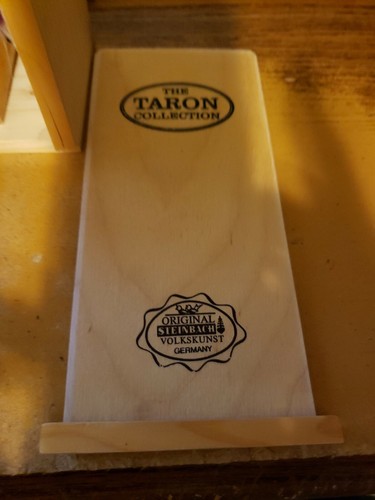 THE
TARON
COLLECTION
ORIGINAL
STEINBACH
VOLKSKUNST
GERMANY